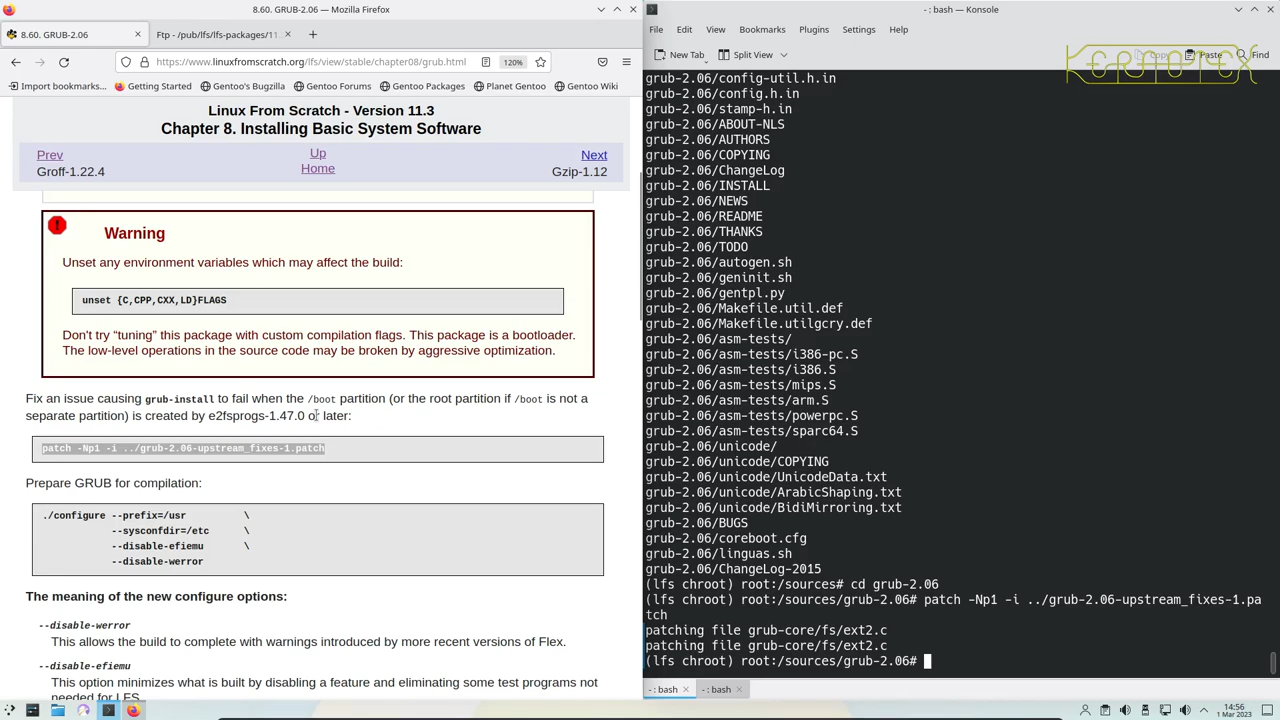 8.60. GRUB-2.06 — Mozilla Firefox
8.60. GRUB-2.06
Ftp - /pub/lfs/lfs-packages/11.
https://www.linuxfromscratch.org/lfs/view/stable/chapter08/grub.html
120%
Import bookmarks...
Getting Started
Gentoo's Bugzilla
Gentoo Forums
Gentoo Packages
Planet Gentoo
Gentoo Wiki
Linux From Scratch - Version 11.3
Chapter 8. Installing Basic System Software
Prev
Up
Next
Groff-1.22.4
Home
Gzip-1.12
Warning
Unset any environment variables which may affect the build:
unset {C,CPP,CXX,LD}FLAGS
Don't try “tuning” this package with custom compilation flags. This package is a bootloader.
The low-level operations in the source code may be broken by aggressive optimization.
Fix an issue causing grub-install to fail when the /boot partition (or the root partition if /boot is not a
separate partition) is created by e2fsprogs-1.47.0 or later:
patch -Np1 -i ../grub-2.06-upstream_fixes-1.patch
Prepare GRUB for compilation:
./configure --prefix=/usr \
--sysconfdir=/etc \
--disable-efiemu \
--disable-werror
The meaning of the new configure options:
--disable-werror
This allows the build to complete with warnings introduced by more recent versions of Flex.
--disable-efiemu
This option minimizes what is built by disabling a feature and eliminating some test programs not
needed for LFS.
- : bash — Konsole
File Edit View Bookmarks Plugins Settings Help
New Tab
Split View
Copy
Paste
Find
KERNOTEX
grub-2.06/config-util.h.in
grub-2.06/config.h.in
grub-2.06/stamp-h.in
grub-2.06/ABOUT-NLS
grub-2.06/AUTHORS
grub-2.06/COPYING
grub-2.06/ChangeLog
grub-2.06/INSTALL
grub-2.06/NEWS
grub-2.06/README
grub-2.06/THANKS
grub-2.06/TODO
grub-2.06/autogen.sh
grub-2.06/geninit.sh
grub-2.06/gentpl.py
grub-2.06/Makefile.util.def
grub-2.06/Makefile.utilgcry.def
grub-2.06/asm-tests/
grub-2.06/asm-tests/i386-pc.S
grub-2.06/asm-tests/i386.S
grub-2.06/asm-tests/mips.S
grub-2.06/asm-tests/arm.S
grub-2.06/asm-tests/powerpc.S
grub-2.06/asm-tests/sparc64.S
grub-2.06/unicode/
grub-2.06/unicode/COPYING
grub-2.06/unicode/UnicodeData.txt
grub-2.06/unicode/ArabicShaping.txt
grub-2.06/unicode/BidiMirroring.txt
grub-2.06/BUGS
grub-2.06/coreboot.cfg
grub-2.06/linguas.sh
grub-2.06/ChangeLog-2015
(lfs chroot) root:/sources# cd grub-2.06
(lfs chroot) root:/sources/grub-2.06# patch -Np1 -i ../grub-2.06-upstream_fixes-1.pa
tch
patching file grub-core/fs/ext2.c
patching file grub-core/fs/ext2.c
(lfs chroot) root:/sources/grub-2.06#
- : bash
- : bash
14:56
1 Mar 2023